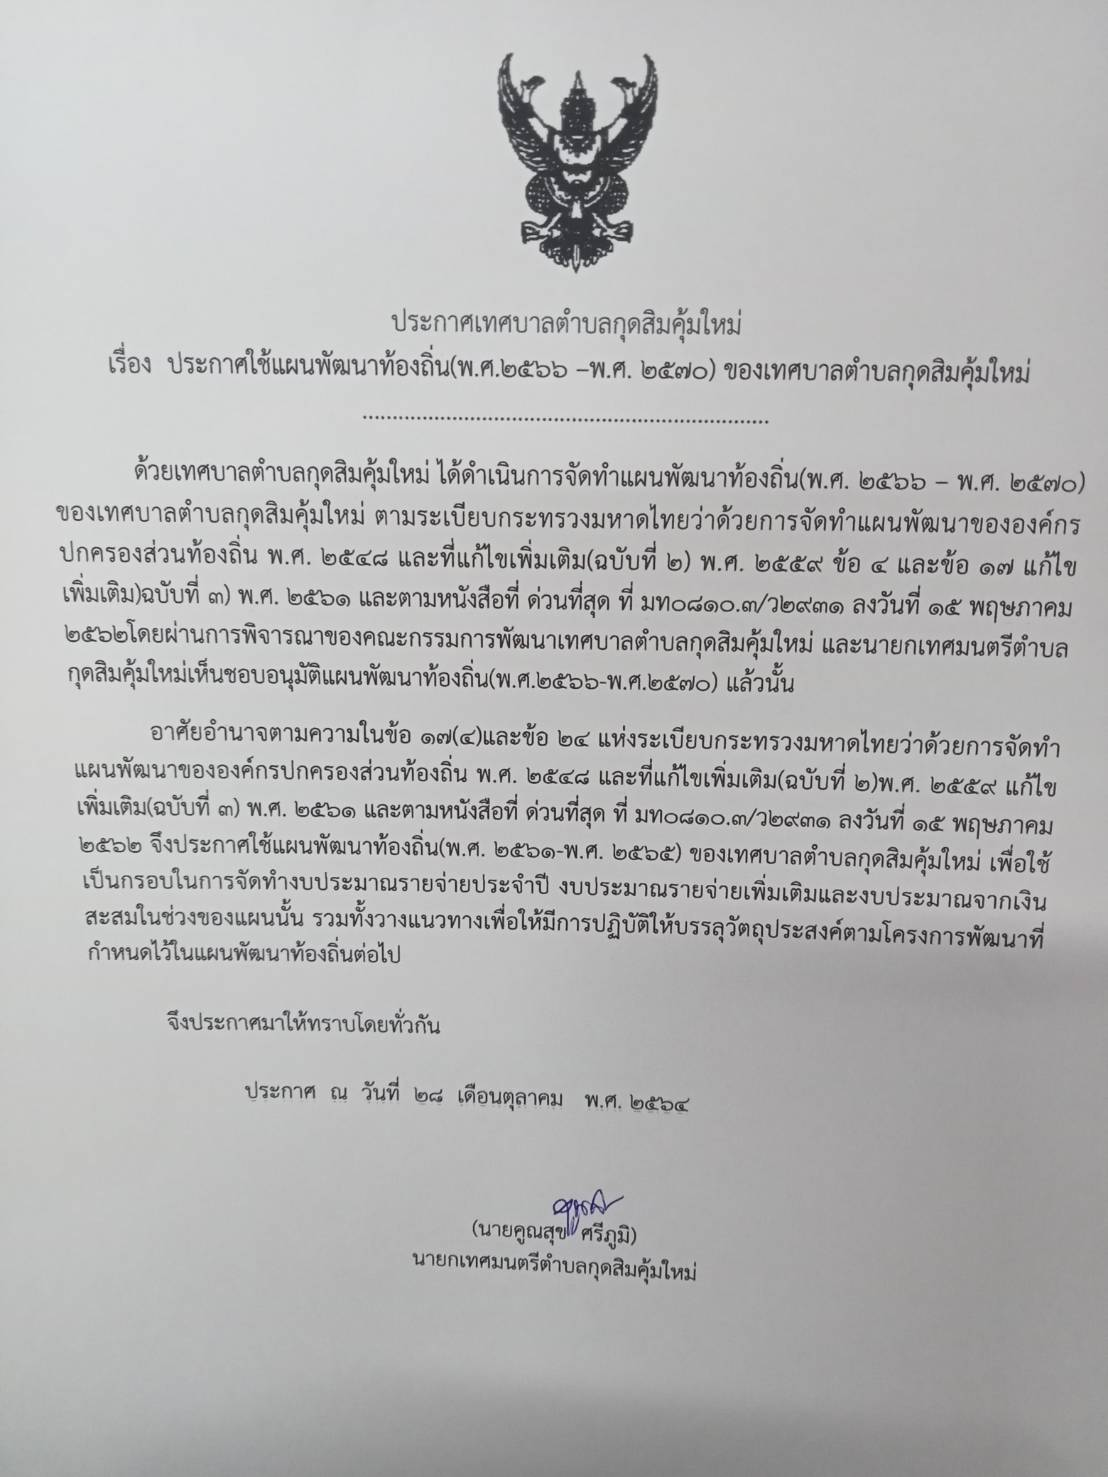 ประกาศเทศบาลตำบลกุดสิมคุ้มใหม่
เรื่อง ประกาศใช้แผนพัฒนาท้องถิ่น(พ.ศ.๒๕๖๖ –พ.ศ. ๒๕๗๐) ของเทศบาลตำบลกุดสิมคุ้มใหม่
....................................................................
ด้วยเทศบาลตำบลกุดสิมคุ้มใหม่ ได้ดำเนินการจัดทำแผนพัฒนาท้องถิ่น(พ.ศ. ๒๕๖๖ – พ.ศ. ๒๕๗๐)
ของเทศบาลตำบลกุดสิมคุ้มใหม่ ตามระเบียบกระทรวงมหาดไทยว่าด้วยการจัดทำแผนพัฒนาขององค์กร
ปกครองส่วนท้องถิ่น พ.ศ. ๒๕๔๘ และที่แก้ไขเพิ่มเติม(ฉบับที่ ๒) พ.ศ. ๒๕๕๙ ข้อ ๔ และข้อ ๑๗ แก้ไข
เพิ่มเติม)ฉบับที่ ๓) พ.ศ. ๒๕๖๑ และตามหนังสือที่ ด่วนที่สุด ที่ มท๐๘๑๐.๓/ว๒๙๓๑ ลงวันที่ ๑๕ พฤษภาคม
๒๕๖๒โดยผ่านการพิจารณาของคณะกรรมการพัฒนาเทศบาลตำบลกุดสิมคุ้มใหม่ และนายกเทศมนตรีตำบล
กุดสิมคุ้มใหม่เห็นชอบอนุมัติแผนพัฒนาท้องถิ่น(พ.ศ.๒๕๖๖-พ.ศ.๒๕๗๐) แล้วนั้น
อาศัยอำนาจตามความในข้อ ๑๗(๔)และข้อ ๒๔ แห่งระเบียบกระทรวงมหาดไทยว่าด้วยการจัดทำ
แผนพัฒนาขององค์กรปกครองส่วนท้องถิ่น พ.ศ. ๒๕๔๘ และที่แก้ไขเพิ่มเติม(ฉบับที่ ๒)พ.ศ. ๒๕๕๙ แก้ไข
เพิ่มเติม(ฉบับที่ ๓) พ.ศ. ๒๕๖๑ และตามหนังสือที่ ด่วนที่สุด ที่ มท๐๘๑๐.๓/ว๒๙๓๑ ลงวันที่ ๑๕ พฤษภาคม
๒๕๖๒ จึงประกาศใช้แผนพัฒนาท้องถิ่น(พ.ศ. ๒๕๖๑-พ.ศ. ๒๕๖๕) ของเทศบาลตำบลกุดสิมคุ้มใหม่ เพื่อใช้
เป็นกรอบในการจัดทำงบประมาณรายจ่ายประจำปี งบประมาณรายจ่ายเพิ่มเติมและงบประมาณจากเงิน
สะสมในช่วงของแผนนั้น รวมทั้งวางแนวทางเพื่อให้มีการปฏิบัติให้บรรลุวัตถุประสงค์ตามโครงการพัฒนาที่
กำหนดไว้ในแผนพัฒนาท้องถิ่นต่อไป
จึงประกาศมาให้ทราบโดยทั่วกัน
ประกาศ ณ วันที่ ๒๘ เดือนตุลาคม พ.ศ. ๒๕๖๔
(นายคูณสุข ศรีภูมิ)
นายกเทศมนตรีตำบลกุดสิมคุ้มใหม่